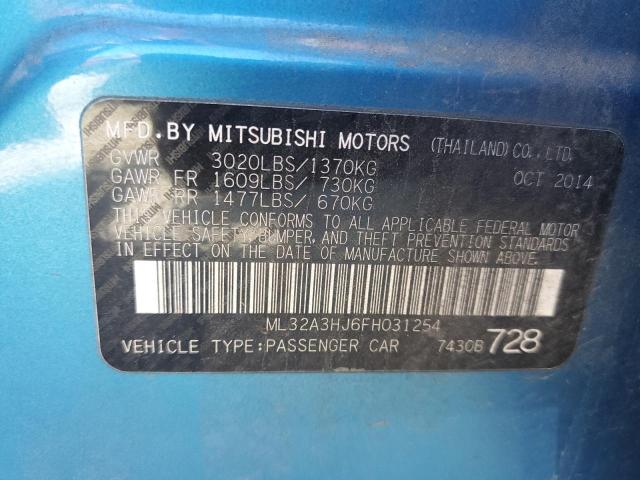 MFD.BY MITSUBISHI MOTORS (THAILAND)CO.,LTD.
GVWR 3020LBS/1370KG OCT 2014
GAWR FR 1609LBS/ 730KG
GAWR RR 1477LBS/ 670KG
THIS VEHICLE CONFORMS TO ALL APPLICABLE FEDERAL MOTOR
VEHICLE SAFETY, BUMPER, AND THEFT PREVENTION STANDARDS
IN EFFECT ON THE DATE OF MANUFACTURE SHOWN ABOVE.
ML32A3HJ6FH031254
VEHICLE TYPE:PASSENGER CAR 7430B 728